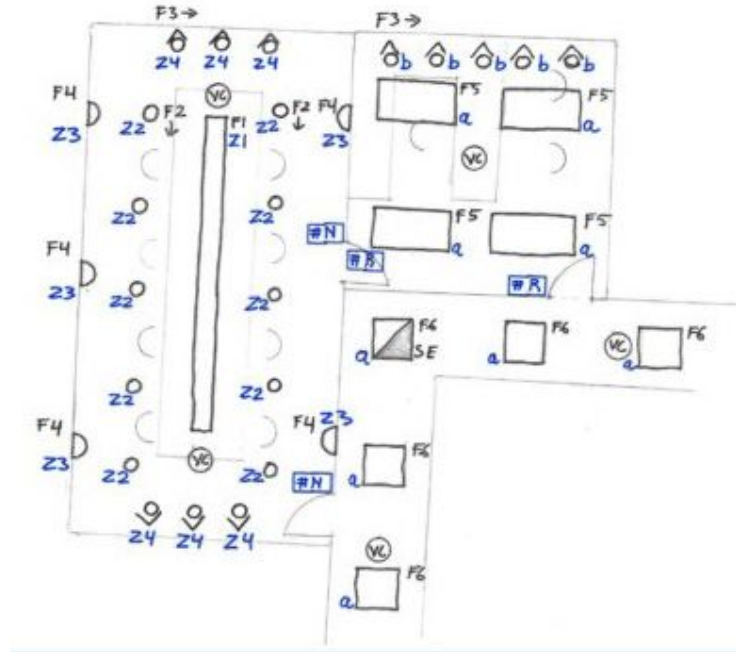 F3→ F3→
Z4 Z4 Z4 b b b b b
F4 VC F5 F5
Z3 Z2 F2↓ F1 Z1 Z2 F2↓ F4 Z3 a a
VC
Z2 Z2 #N F5 F5
F4 #R a a
Z3 Z2 Z2 #R
F6 F6 F6
a SE a VC a
Z2 Z2
F4 F4 Z3
Z3 VC F6
Z2 Z2 #N a
Z4 Z4 Z4
VC
F6
a